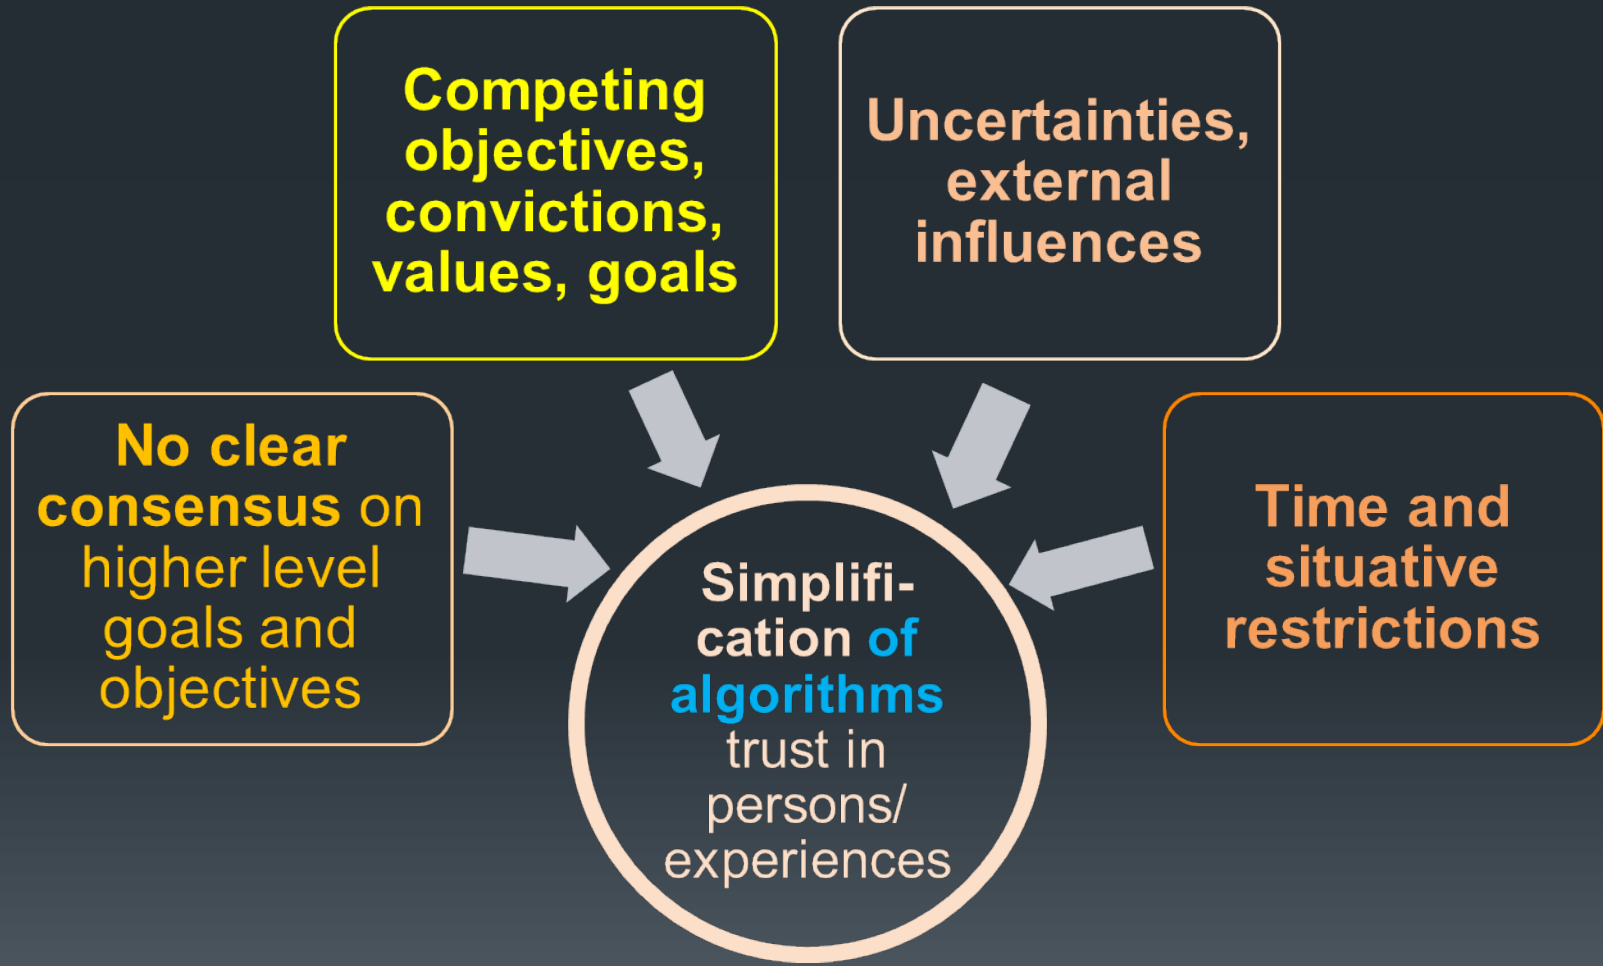 Competing
objectives,
convictions,
values, goals
Uncertainties,
external
influences
No clear
consensus on
higher level
goals and
objectives
Time and
situative
restrictions
Simplifi-
cation of
algorithms
trust in
persons/
experiences